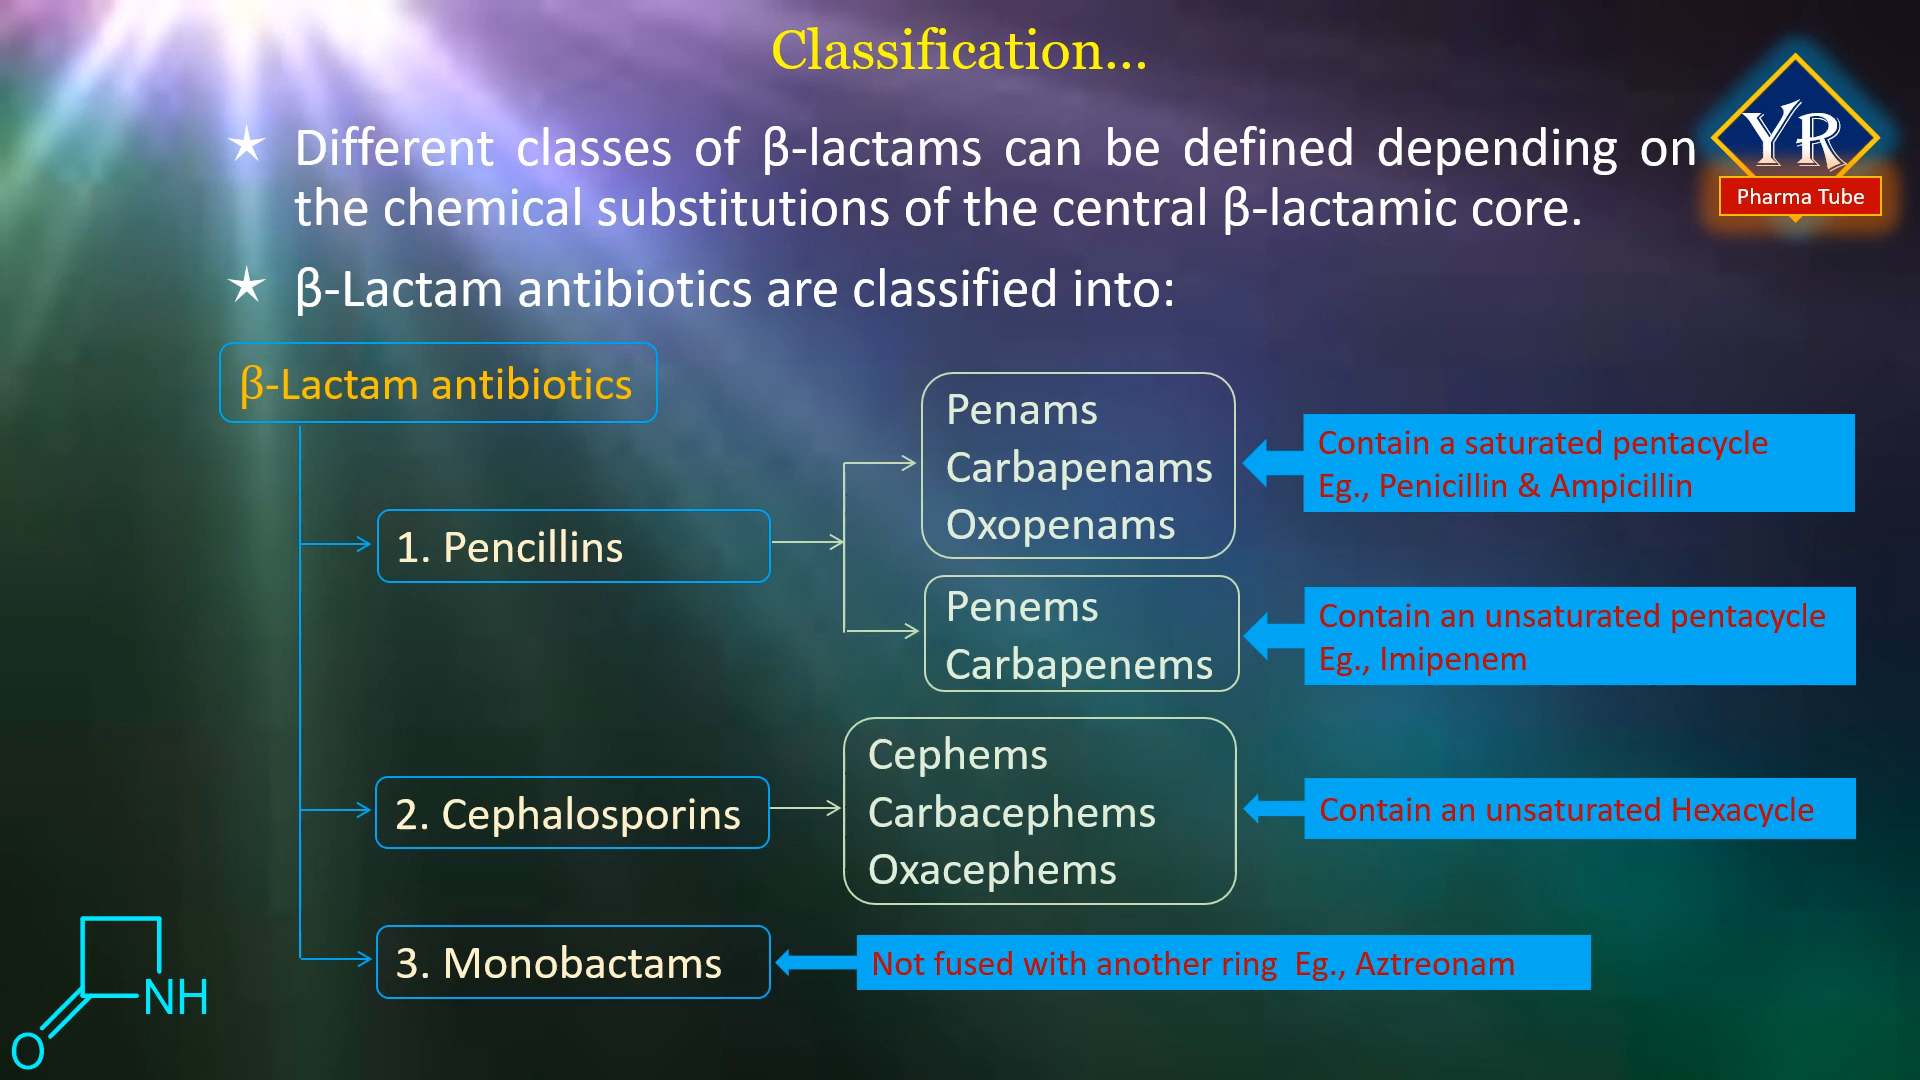 Classification...
YR
Pharma Tube
Different classes of β-lactams can be defined depending on
the chemical substitutions of the central β-lactamic core.
β-Lactam antibiotics are classified into:
β-Lactam antibiotics
Penams
Carbapenams
Oxopenams
Contain a saturated pentacycle
Eg., Penicillin & Ampicillin
1. Pencillins
Penems
Carbapenems
Contain an unsaturated pentacycle
Eg., Imipenem
Cephems
Carbacephems
Oxacephems
2. Cephalosporins
Contain an unsaturated Hexacycle
3. Monobactams
Not fused with another ring  Eg., Aztreonam
NH
O